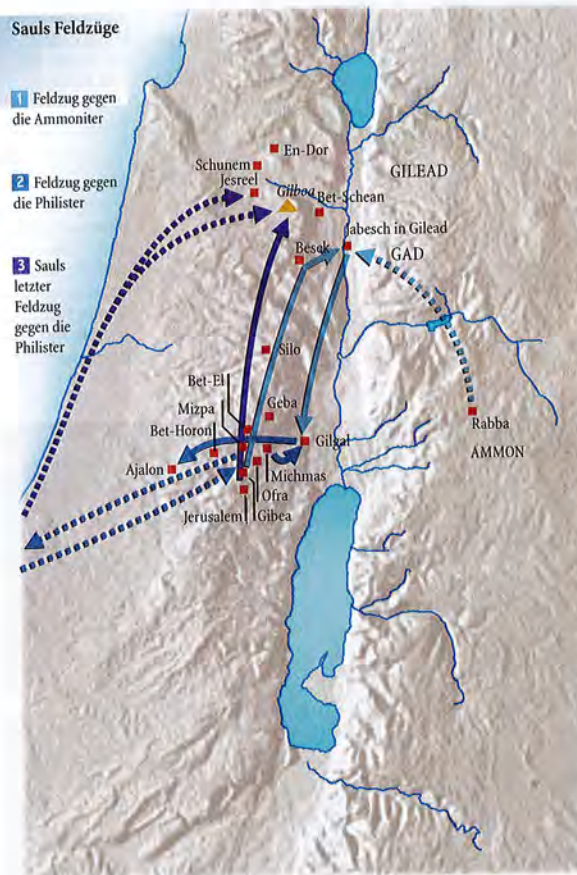 Sauls Feldzüge
1 Feldzug gegen
die Ammoniter
2 Feldzug gegen
die Philister
3 Sauls
letzter
Feldzug
gegen die
Philister
En-Dor
Schunem
Jesreel
Gilboa
Bet-Schean
GILEAD
Jabesch in Gilead
GAD
Besek
Silo
Bet-El
Mizpa
Geba
Bet-Horon
Gilgal
Rabba
AMMON
Ajalon
Michmas
Ofra
Jerusalem
Gibea